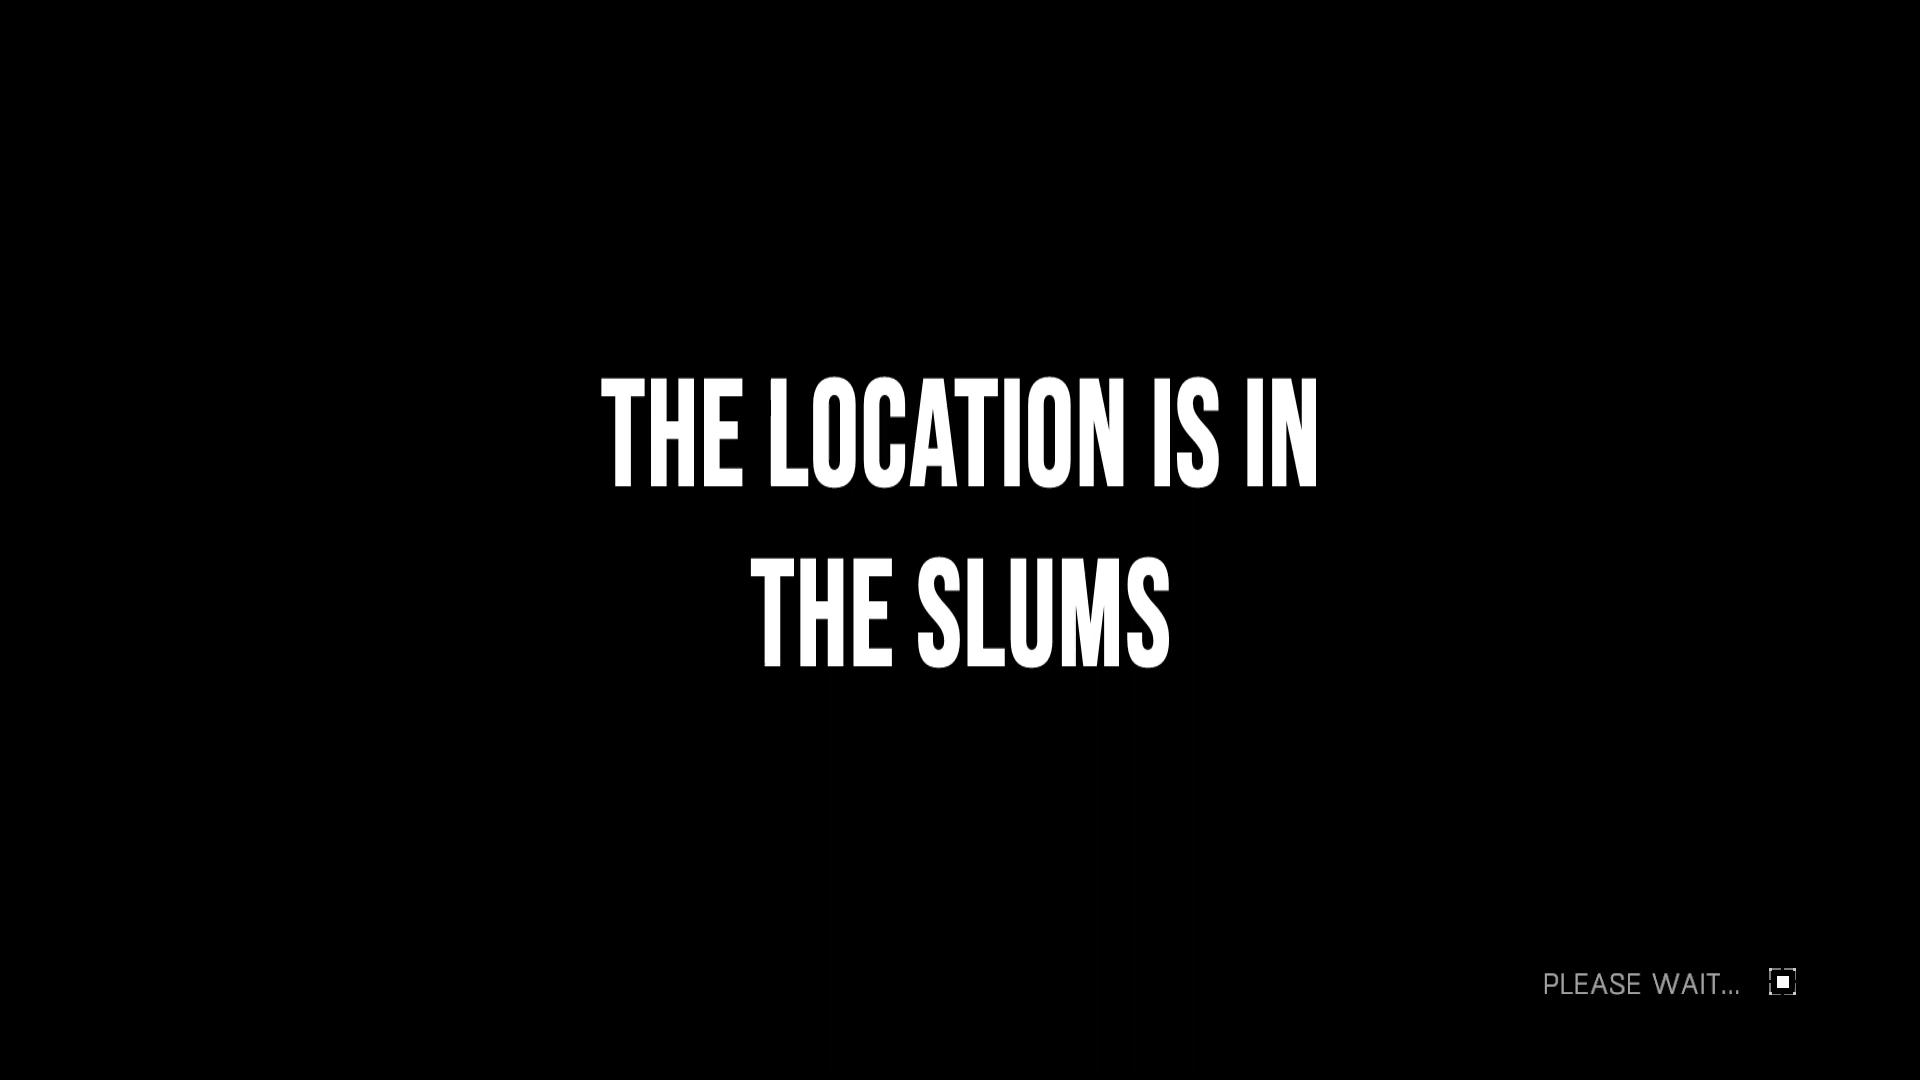 THE LOCATION IS IN
THE SLUMS
PLEASE WAIT...